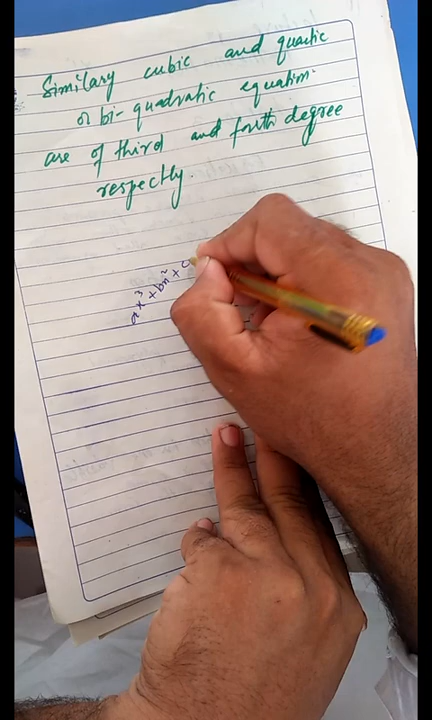 Similary cubic and quartic
or bi-quadratic equation
are of third and forth degree
respectly.
ax³+bx²+c